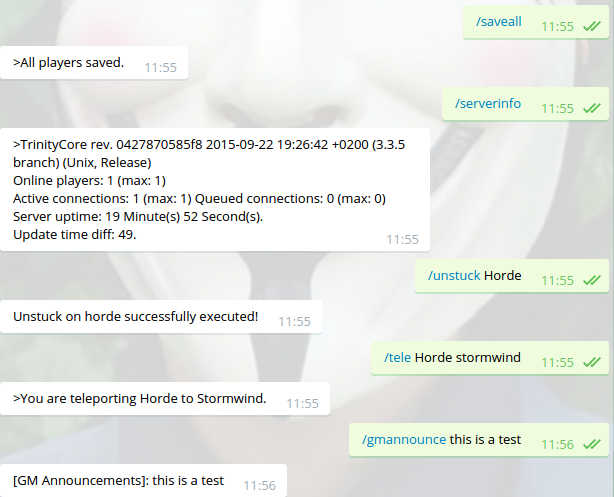 /saveall 11:55
>All players saved. 11:55
/serverinfo 11:55
>TrinityCore rev. 0427870585f8 2015-09-22 19:26:42 +0200 (3.3.5
branch) (Unix, Release)
Online players: 1 (max: 1)
Active connections: 1 (max: 1) Queued connections: 0 (max: 0)
Server uptime: 19 Minute(s) 52 Second(s).
Update time diff: 49. 11:55
/unstuck Horde 11:55
Unstuck on horde successfully executed! 11:55
/tele Horde stormwind 11:55
>You are teleporting Horde to Stormwind. 11:55
/gmannounce this is a test 11:56
[GM Announcements]: this is a test 11:56